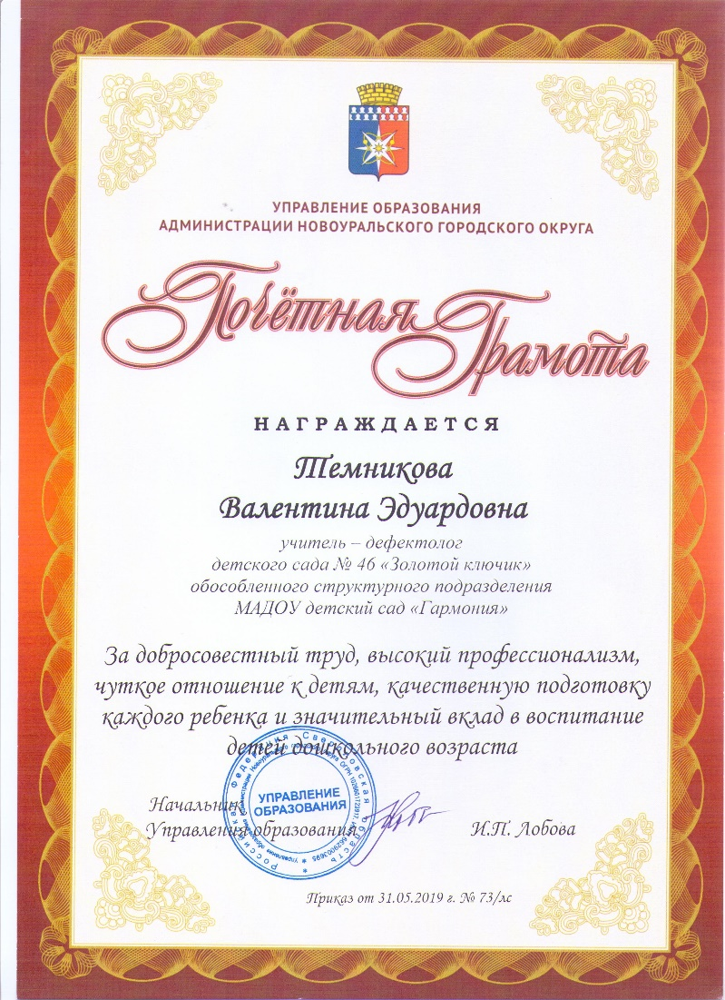 УПРАВЛЕНИЕ ОБРАЗОВАНИЯ
АДМИНИСТРАЦИИ НОВОУРАЛЬСКОГО ГОРОДСКОГО ОКРУГА
Почётная Грамота
НАГРАЖДАЕТСЯ
Темникова
Валентина Эдуардовна
учитель – дефектолог
детского сада № 46 «Золотой ключик»
обособленного структурного подразделения
МАДОУ детский сад «Гармония»
За добросовестный труд, высокий профессионализм,
чуткое отношение к детям, качественную подготовку
каждого ребенка и значительный вклад в воспитание
детей дошкольного возраста
Российская Федерация Свердловская область
УПРАВЛЕНИЕ
ОБРАЗОВАНИЯ
Начальник
Управления образования
И.П. Лобова
Приказ от 31.05.2019 г. № 73/лс